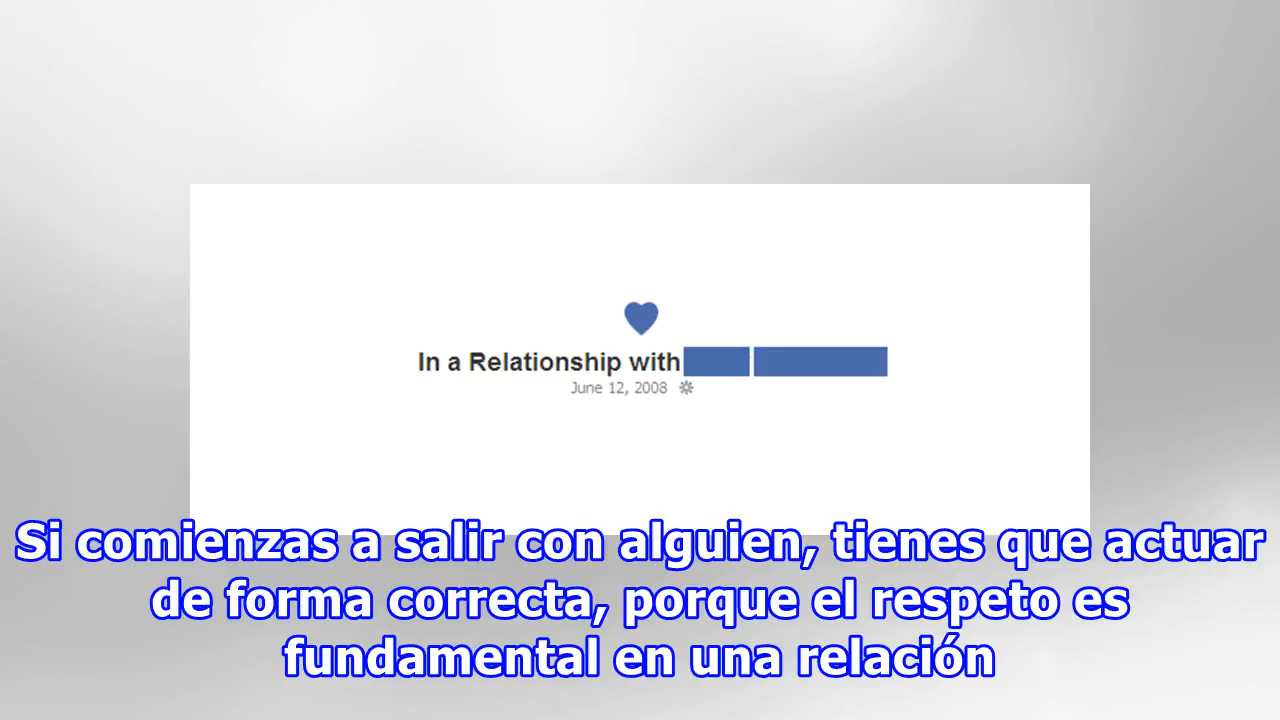 In a Relationship with
June 12, 2008
Si comienzas a salir con alguien, tienes que actuar
de forma correcta, porque el respeto es
fundamental en una relación